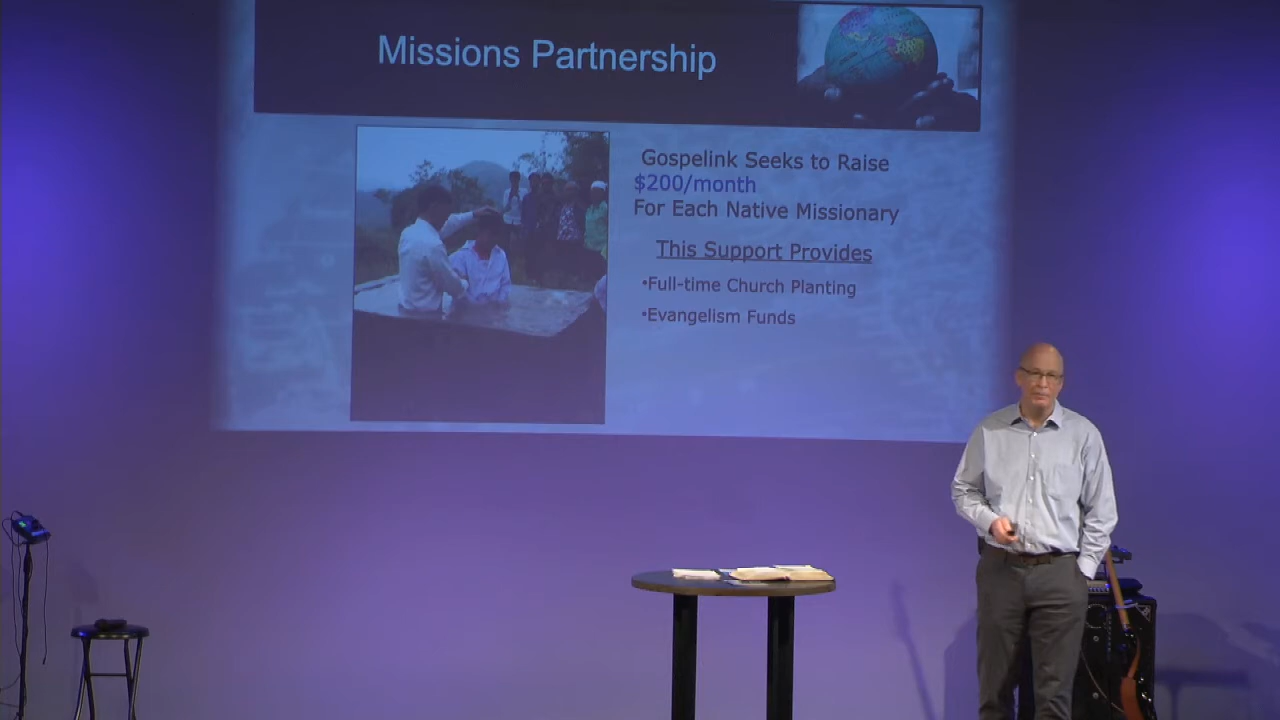 Missions Partnership
Gospelink Seeks to Raise
$200/month
For Each Native Missionary
This Support Provides
•Full-time Church Planting
•Evangelism Funds